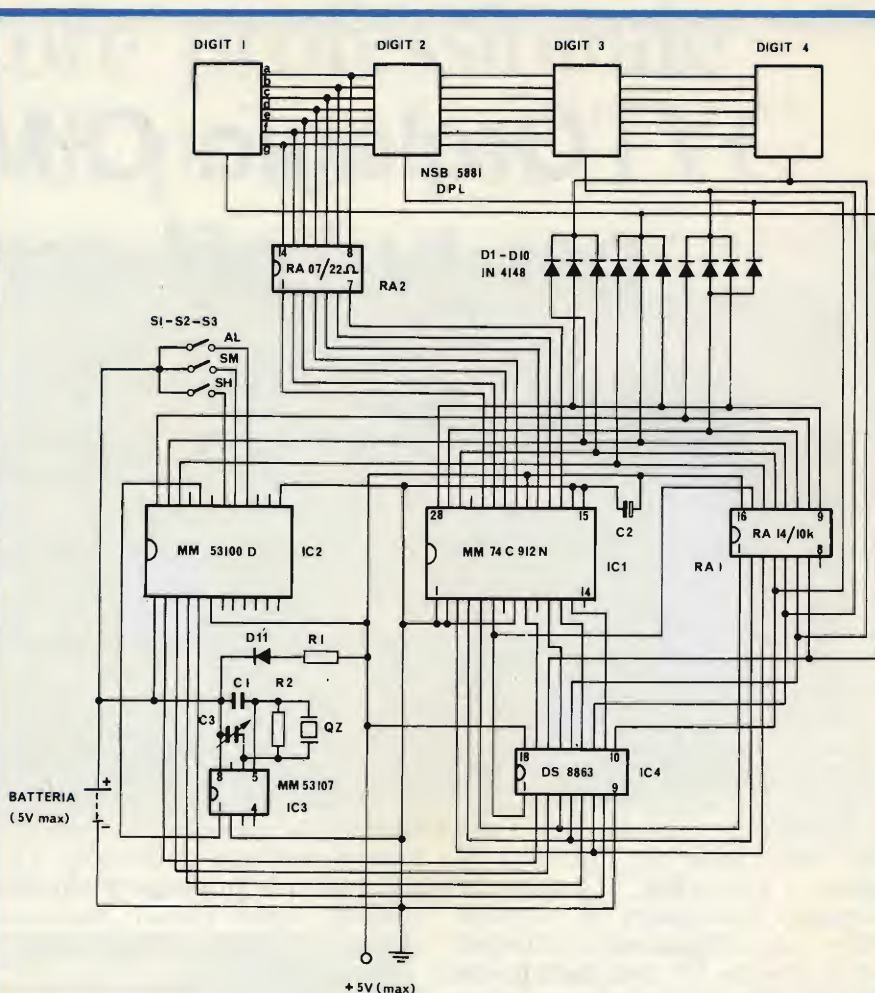 DIGIT 1 DIGIT 2 DIGIT 3 DIGIT 4
a
b
c
d
e
f
g
NSB 5881
DPL
14 8
RA 07/22Ω
1 7
RA2
D1-D10
IN 4148
S1-S2-S3
AL
SM
SH
MM 53100 D
IC2
28 15
MM 74C912N
1 14
IC1
C2
16 9
RA 14/10k
1 8
RA1
D11 R1
C1 R2
C3
QZ
8 5
MM 53107
1 4
IC3
18 10
DS 8863
1 9
IC4
BATTERIA
(5V max)
+
-
+5V (max)